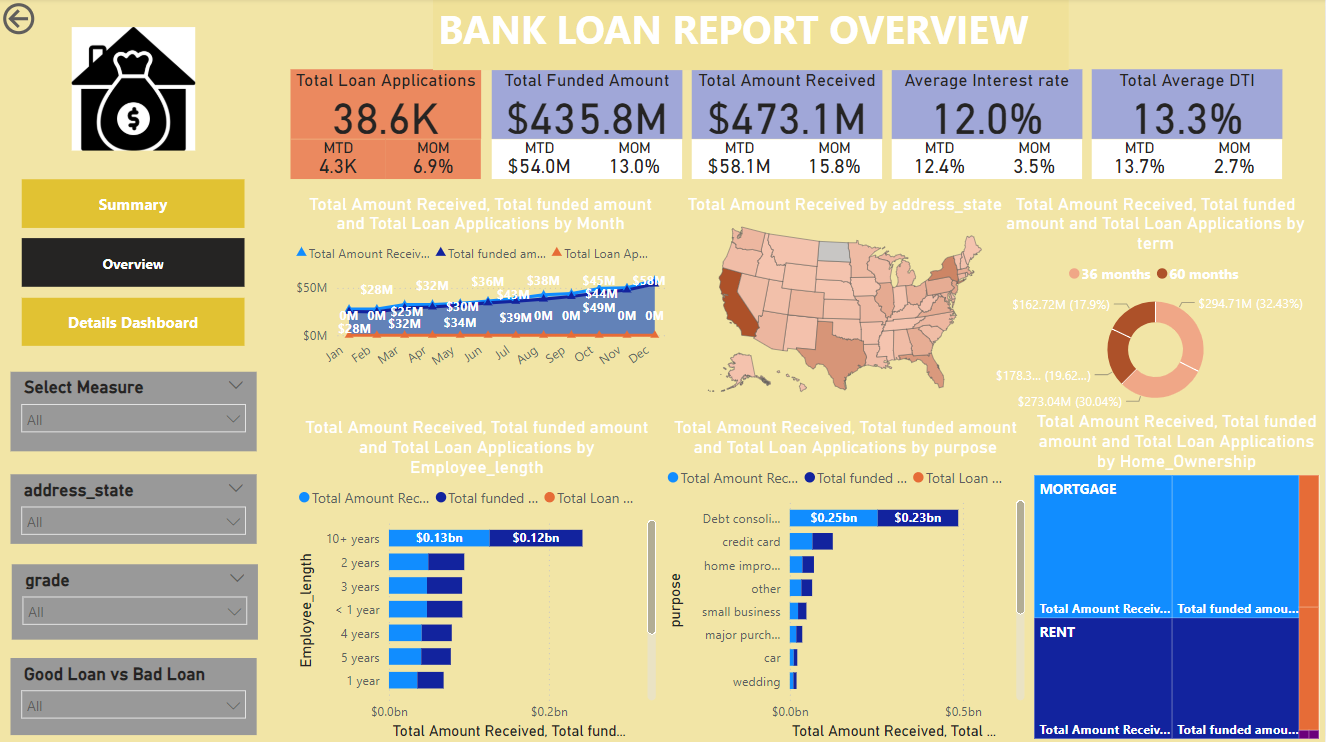 BANK LOAN REPORT OVERVIEW
$
Total Loan Applications
38.6K
MTD MOM
4.3K 6.9%
Total Funded Amount
$435.8M
MTD MOM
$54.0M 13.0%
Total Amount Received
$473.1M
MTD MOM
$58.1M 15.8%
Average Interest rate
12.0%
MTD MOM
12.4% 3.5%
Total Average DTI
13.3%
MTD MOM
13.7% 2.7%
Summary
Overview
Details Dashboard
Select Measure
All
address_state
All
grade
All
Good Loan vs Bad Loan
All
Total Amount Received, Total funded amount
and Total Loan Applications by Month
Total Amount Receiv... Total funded am... Total Loan Ap...
$50M
$0M
$28M $32M $36M $38M $45M $58M
$25M $30M $43M $44M
0M 0M $39M 0M 0M $49M 0M 0M
$28M $32M $34M
Jan Feb Mar Apr May Jun Jul Aug Sep Oct Nov Dec
Total Amount Received by address_state
Total Amount Received, Total funded
amount and Total Loan Applications by
term
36 months 60 months
$162.72M (17.9%) $294.71M (32.43%)
$178.3... (19.62...)
$273.04M (30.04%)
Total Amount Received, Total funded amount
and Total Loan Applications by
Employee_length
Total Amount Rec... Total funded ... Total Loan ...
Employee_length
10+ years $0.13bn $0.12bn
2 years
3 years
< 1 year
4 years
5 years
1 year
$0.0bn $0.2bn
Total Amount Received, Total fund...
Total Amount Received, Total funded amount
and Total Loan Applications by purpose
Total Amount Rec... Total funded ... Total Loan ...
purpose
Debt consoli... $0.25bn $0.23bn
credit card
home impro...
other
small business
major purch...
car
wedding
$0.0bn $0.5bn
Total Amount Received, Total ...
Total Amount Received, Total funded
amount and Total Loan Applications
by Home_Ownership
MORTGAGE
Total Amount Receiv... Total funded amou...
RENT
Total Amount Receiv... Total funded amou...